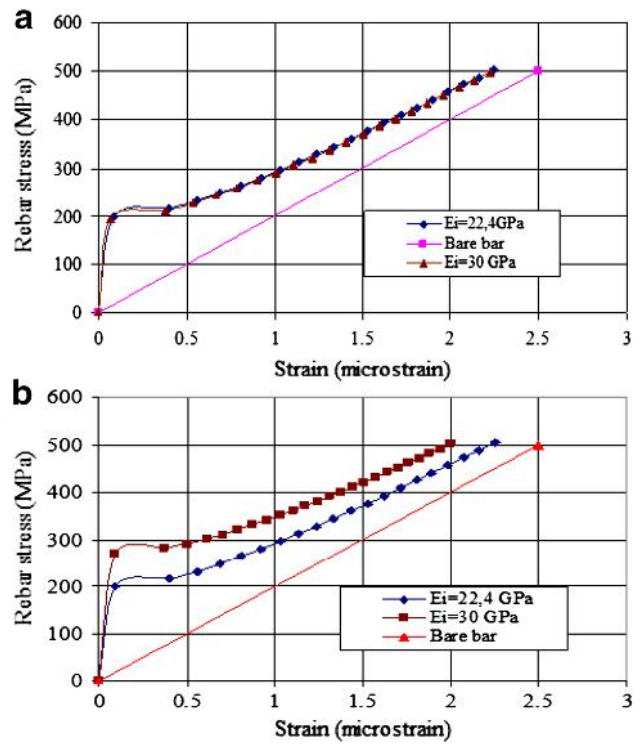 a
600
500
400
300
200
100
0
Rebar stress (MPa)
Ei=22,4GPa
Bare bar
Ei=30 GPa
0 0.5 1 1.5 2 2.5 3
Strain (microstrain)
b
600
500
400
300
200
100
0
Rebar stress (MPa)
Ei=22,4 GPa
Ei=30 GPa
Bare bar
0 0.5 1 1.5 2 2.5 3
Strain (microstrain)